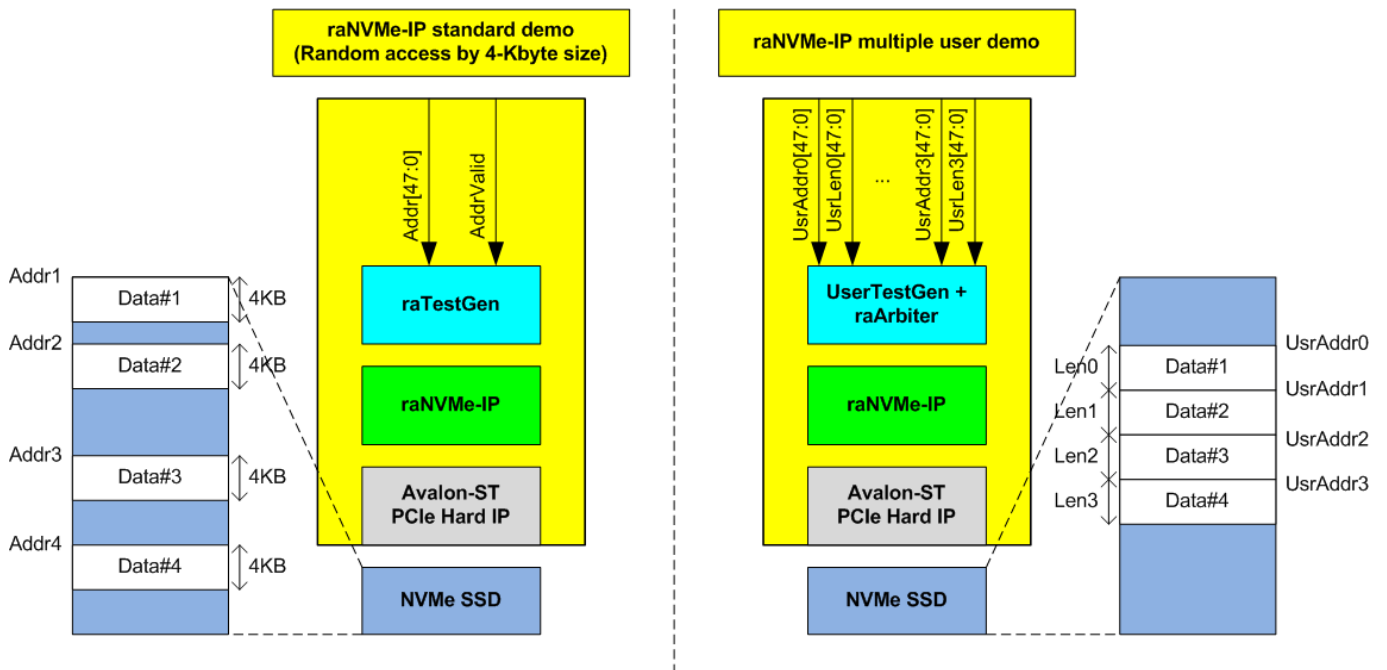 raNVMe-IP standard demo
(Random access by 4-Kbyte size)
Addr[47:0]
AddrValid
raTestGen
raNVMe-IP
Avalon-ST
PCIe Hard IP
NVMe SSD
Addr1
Data#1
4KB
Addr2
Data#2
4KB
Addr3
Data#3
4KB
Addr4
Data#4
4KB
raNVMe-IP multiple user demo
UsrAddr0[47:0]
UsrLen0[47:0]
...
UsrAddr3[47:0]
UsrLen3[47:0]
UserTestGen +
raArbiter
raNVMe-IP
Avalon-ST
PCIe Hard IP
NVMe SSD
UsrAddr0
Len0
Data#1
UsrAddr1
Len1
Data#2
UsrAddr2
Len2
Data#3
UsrAddr3
Len3
Data#4